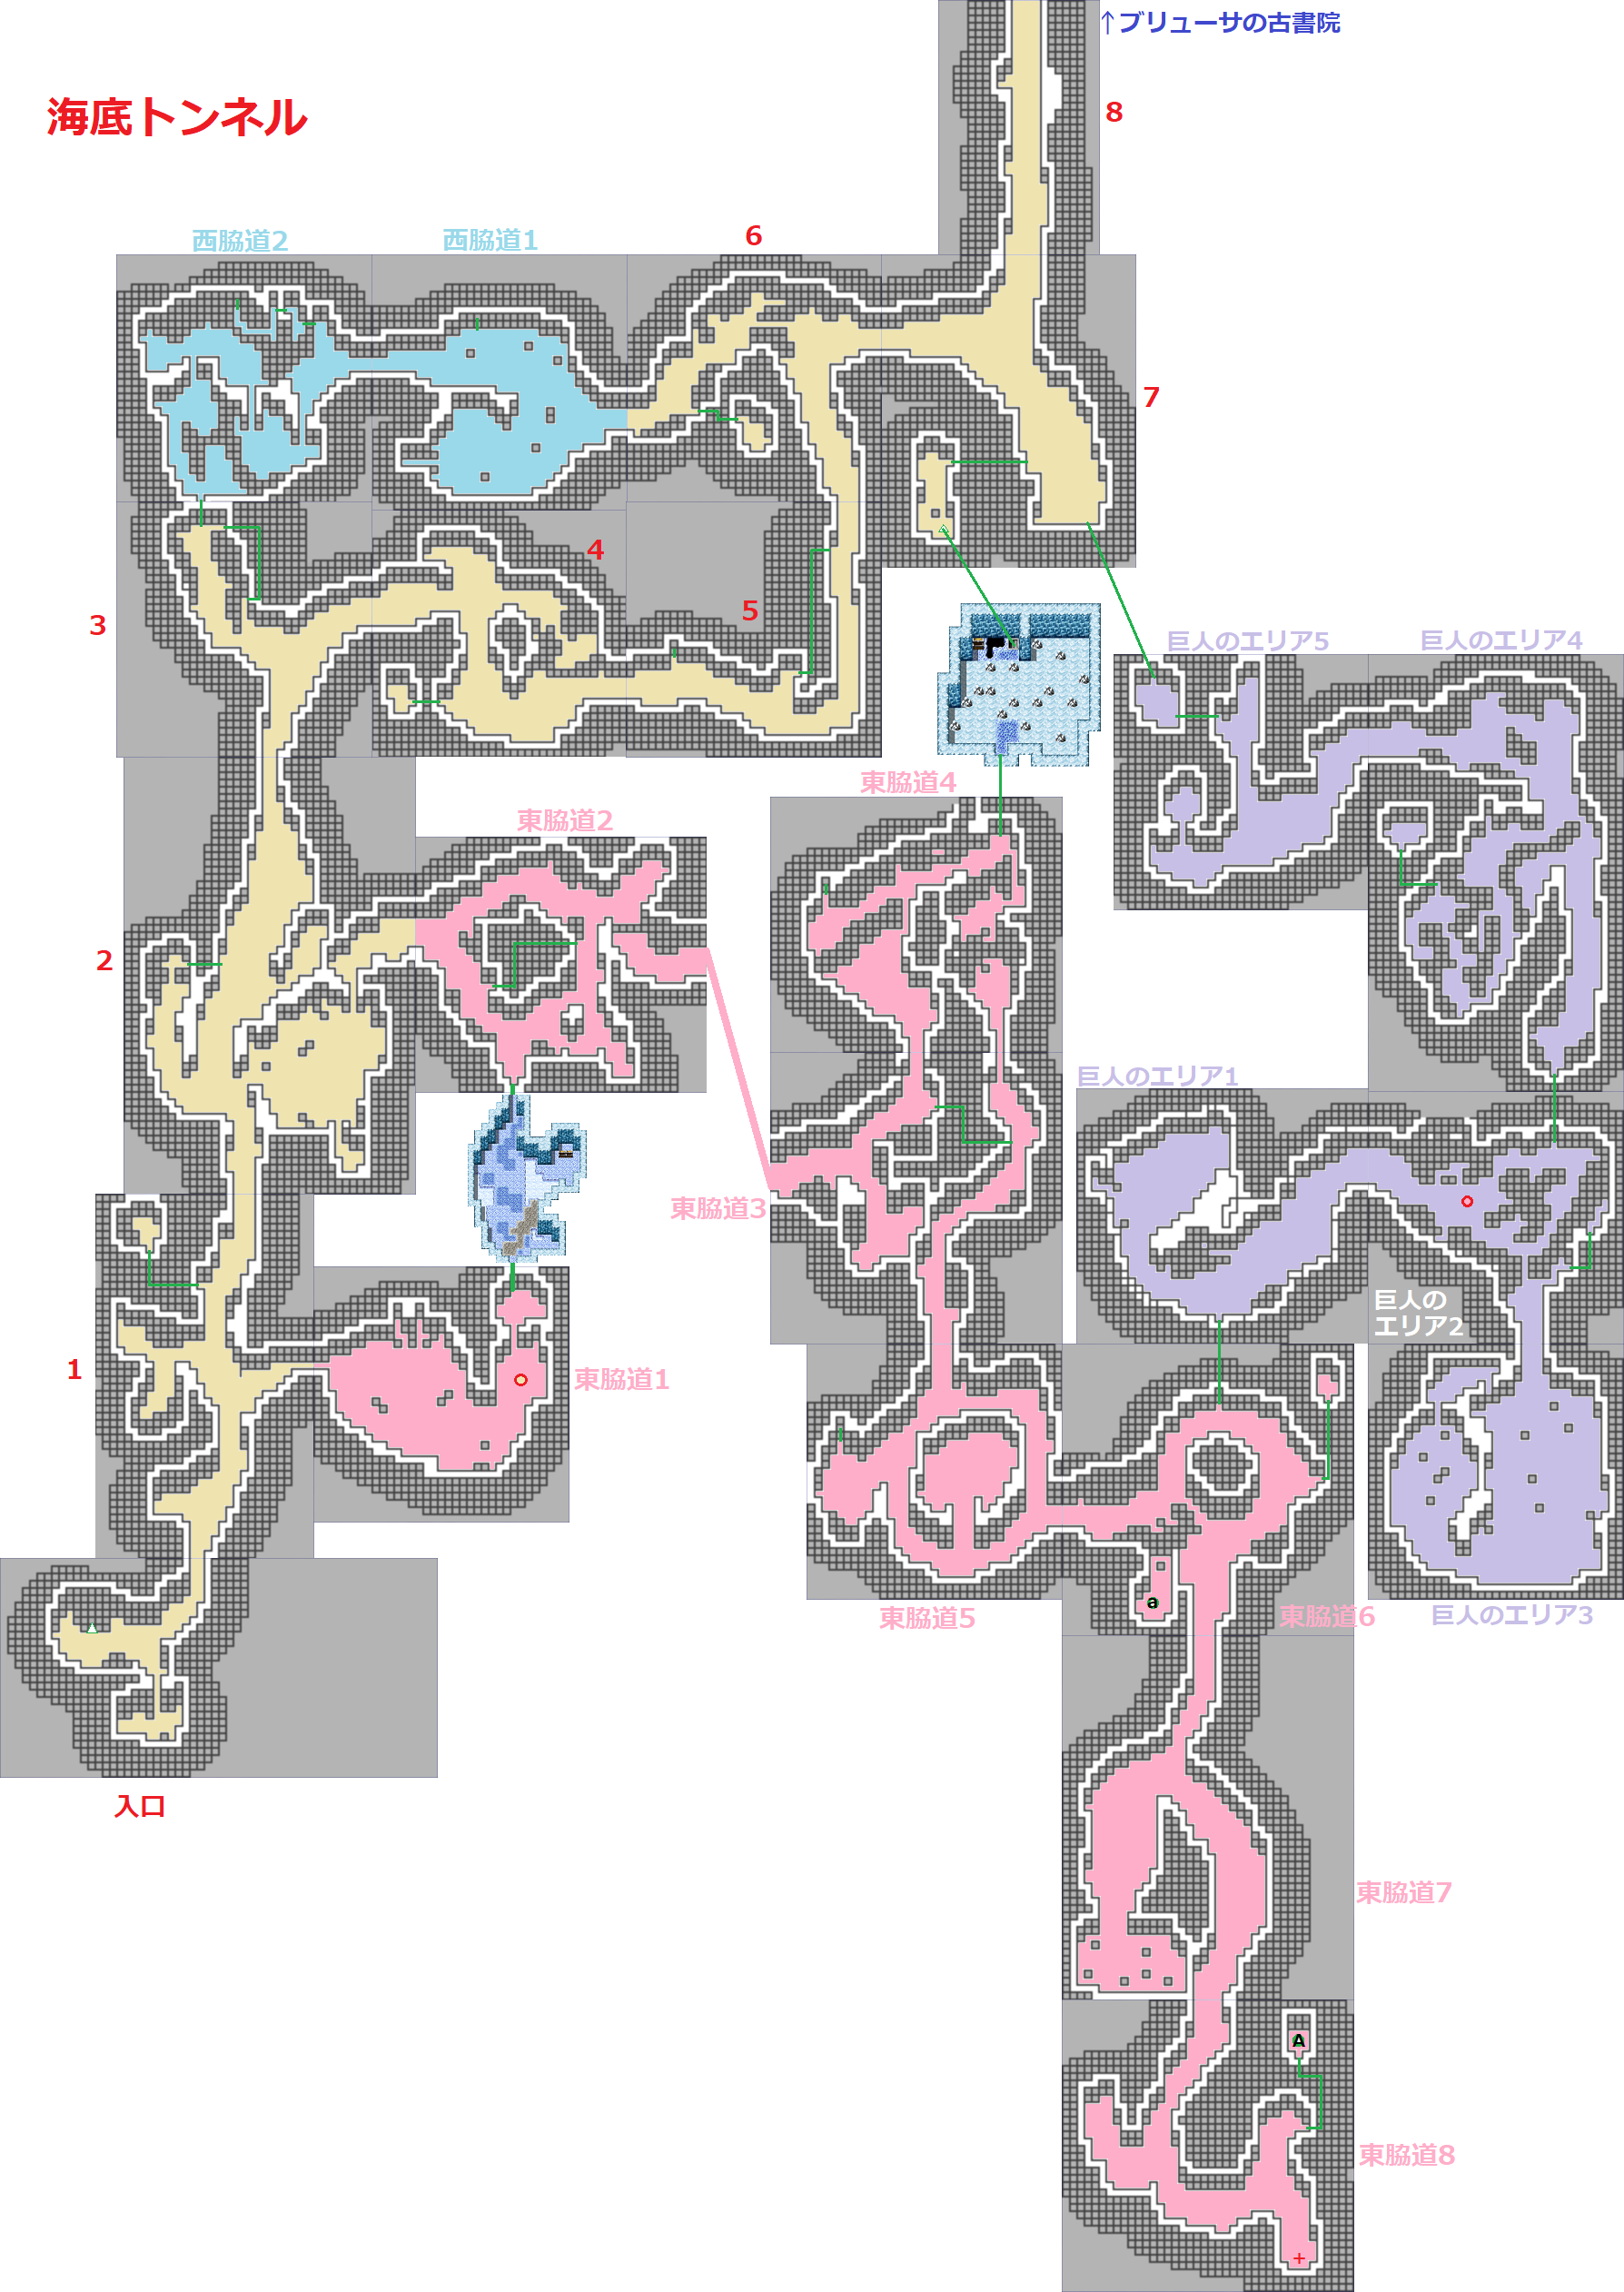 ↑ブリューサの古書院
海底トンネル
8
西脇道2
西脇道1
6
7
4
5
3
巨人のエリア5
巨人のエリア4
東脇道4
東脇道2
2
巨人のエリア1
東脇道3
巨人の
エリア2
1
東脇道1
a
東脇道5
東脇道6
巨人のエリア3
入口
東脇道7
A
東脇道8
+